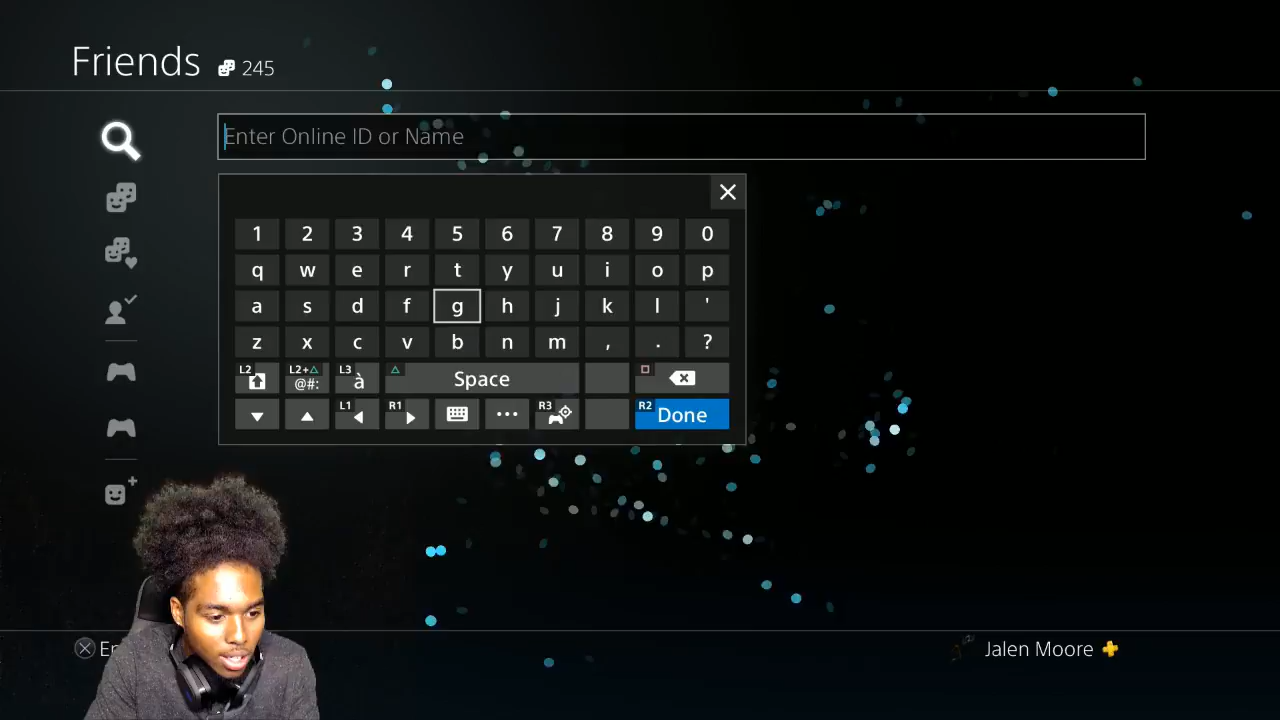 Friends 245
Enter Online ID or Name
1 2 3 4 5 6 7 8 9 0
q w e r t y u i o p
a s d f g h j k l '
z x c v b n m , . ?
L2 L2+△ @#: L3 à △ Space □
L1 R1 ... R3 R2 Done
Jalen Moore